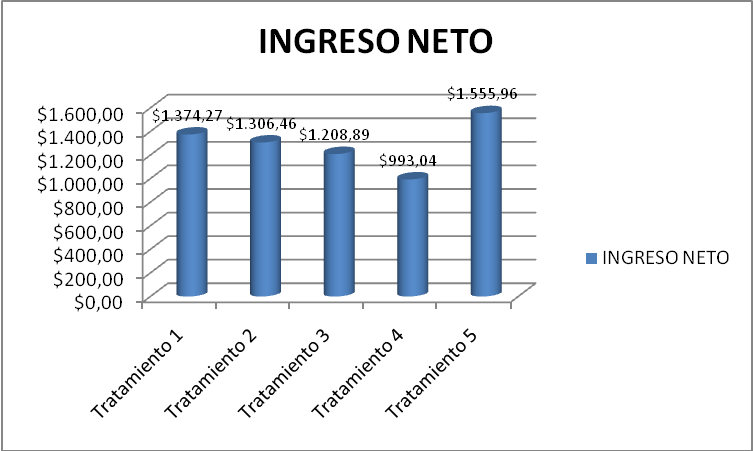 INGRESO NETO
$1.600,00
$1.400,00
$1.200,00
$1.000,00
$800,00
$600,00
$400,00
$200,00
$0,00
$1.374,27
$1.306,46
$1.208,89
$993,04
$1.555,96
Tratamiento 1
Tratamiento 2
Tratamiento 3
Tratamiento 4
Tratamiento 5
INGRESO NETO